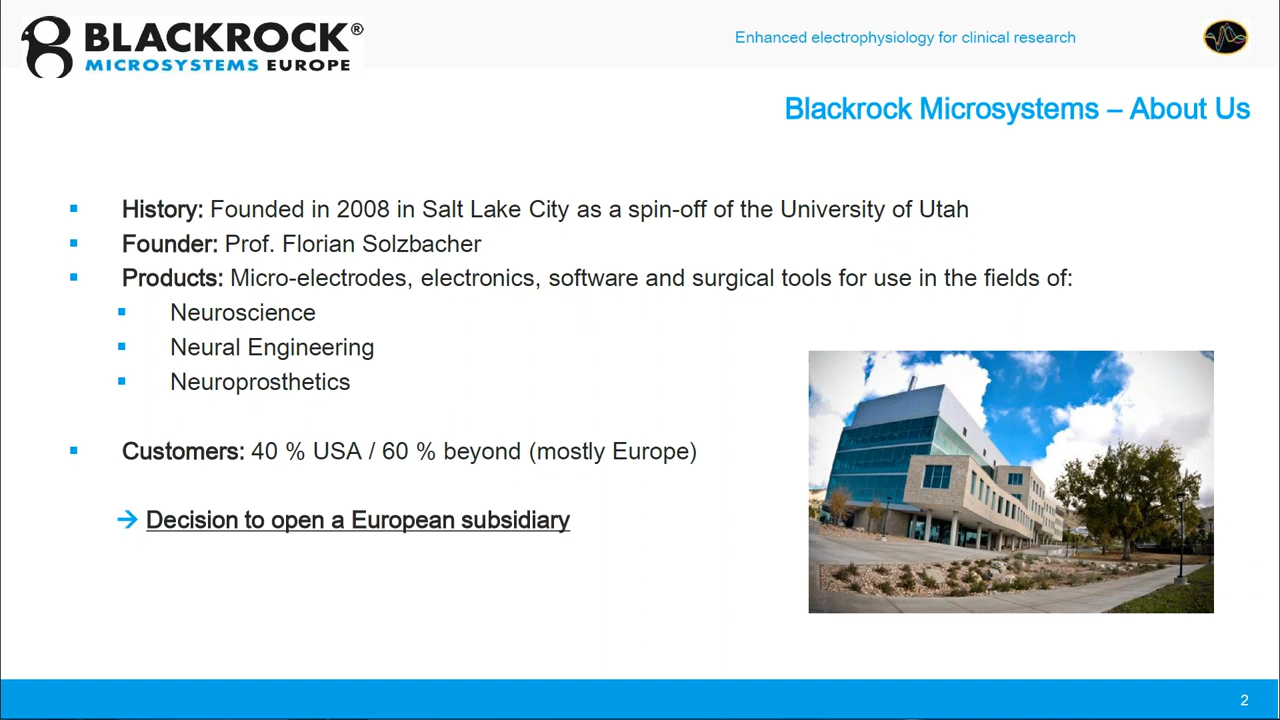 BLACKROCK®
MICROSYSTEMS EUROPE
Enhanced electrophysiology for clinical research
Blackrock Microsystems – About Us
▪ History: Founded in 2008 in Salt Lake City as a spin-off of the University of Utah
▪ Founder: Prof. Florian Solzbacher
▪ Products: Micro-electrodes, electronics, software and surgical tools for use in the fields of:
▪ Neuroscience
▪ Neural Engineering
▪ Neuroprosthetics
▪ Customers: 40 % USA / 60 % beyond (mostly Europe)
→ Decision to open a European subsidiary
2